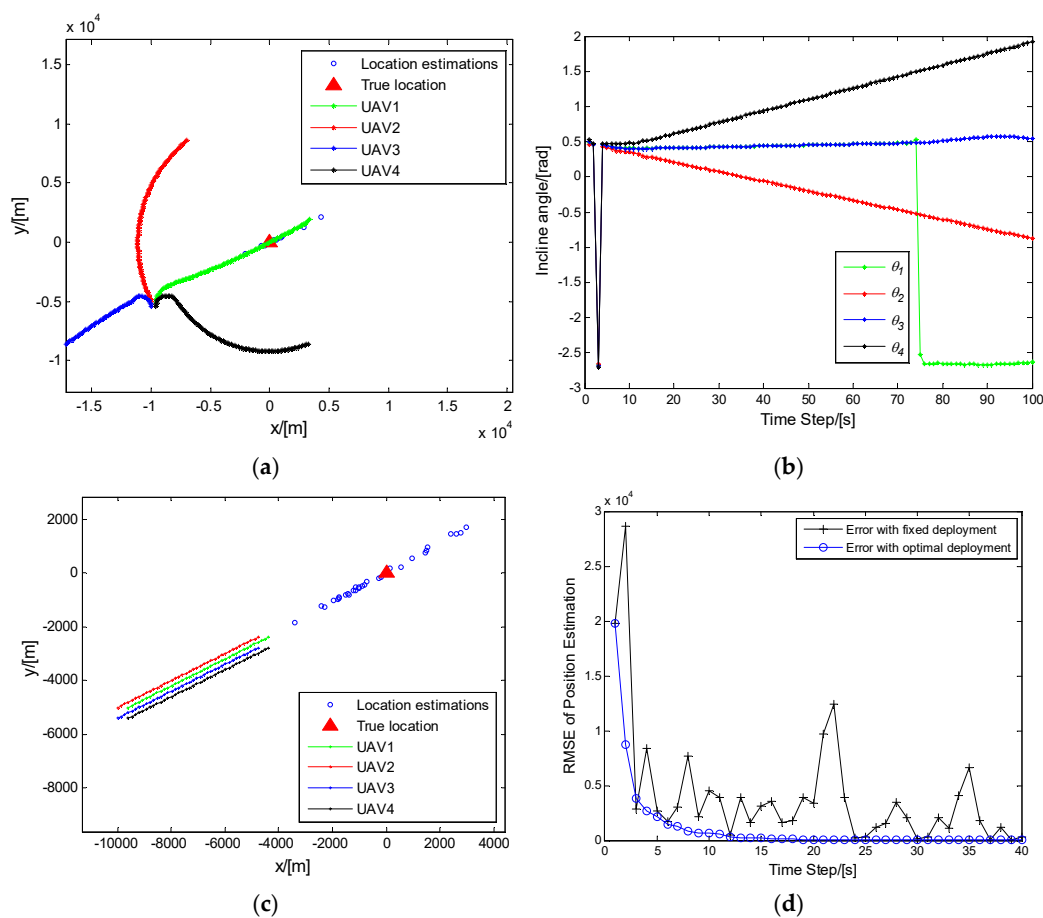 x 10^4
1.5
1
0.5
0
-0.5
-1
y/[m]
Location estimations
True location
UAV1
UAV2
UAV3
UAV4
-1.5 -1 -0.5 0 0.5 1 1.5 2
x/[m]
x 10^4
(a)
2
1.5
1
0.5
0
-0.5
-1
-1.5
-2
-2.5
-3
Incline angle/[rad]
θ1
θ2
θ3
θ4
0 10 20 30 40 50 60 70 80 90 100
Time Step/[s]
(b)
2000
0
-2000
-4000
-6000
-8000
y/[m]
Location estimations
True location
UAV1
UAV2
UAV3
UAV4
-10000 -8000 -6000 -4000 -2000 0 2000 4000
x/[m]
(c)
x 10^4
3
2.5
2
1.5
1
0.5
0
RMSE of Position Estimation
Error with fixed deployment
Error with optimal deployment
0 5 10 15 20 25 30 35 40
Time Step/[s]
(d)